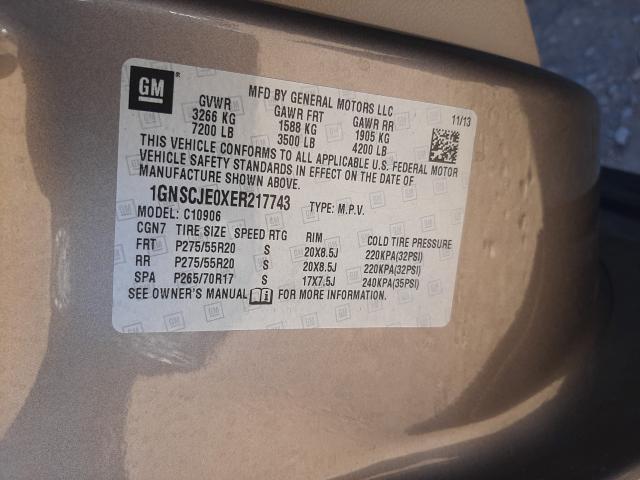 GM
MFD BY GENERAL MOTORS LLC
11/13
GVWR GAWR FRT GAWR RR
3266 KG 1588 KG 1905 KG
7200 LB 3500 LB 4200 LB
THIS VEHICLE CONFORMS TO ALL APPLICABLE U.S. FEDERAL MOTOR
VEHICLE SAFETY STANDARDS IN EFFECT ON THE DATE OF
MANUFACTURE SHOWN ABOVE.
1GNSCJE0XER217743 TYPE: M.P.V.
MODEL: C10906
CGN7 TIRE SIZE SPEED RTG RIM COLD TIRE PRESSURE
FRT P275/55R20 S 20X8.5J 220KPA(32PSI)
RR P275/55R20 S 20X8.5J 220KPA(32PSI)
SPA P265/70R17 S 17X7.5J 240KPA(35PSI)
SEE OWNER'S MANUAL FOR MORE INFORMATION.